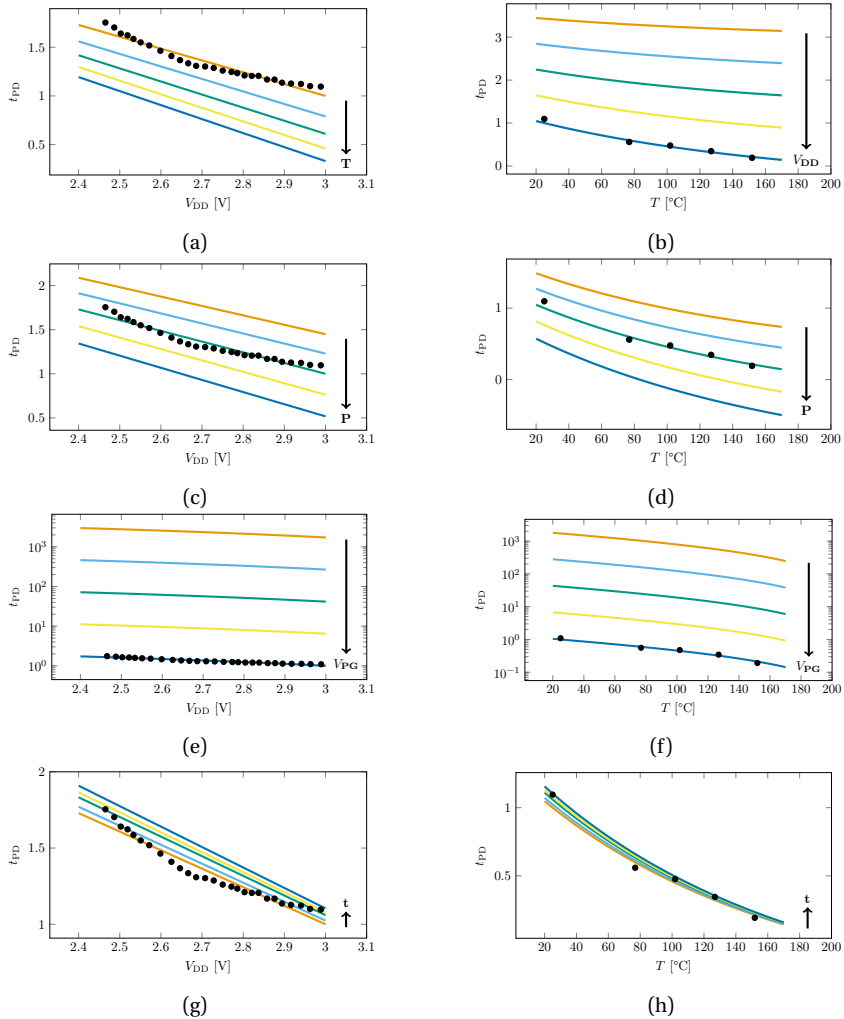 1.5
1
0.5
t_PD
2.4 2.5 2.6 2.7 2.8 2.9 3 3.1
V_DD [V]
T
(a)
3
2
1
0
t_PD
20 40 60 80 100 120 140 160 180 200
T [°C]
V_DD
(b)
2
1.5
1
0.5
t_PD
2.4 2.5 2.6 2.7 2.8 2.9 3 3.1
V_DD [V]
P
(c)
1
0
t_PD
20 40 60 80 100 120 140 160 180 200
T [°C]
P
(d)
10^3
10^2
10^1
10^0
t_PD
2.4 2.5 2.6 2.7 2.8 2.9 3 3.1
V_DD [V]
V_PG
(e)
10^3
10^2
10^1
10^0
10^−1
t_PD
20 40 60 80 100 120 140 160 180 200
T [°C]
V_PG
(f)
2
1.5
1
t_PD
2.4 2.5 2.6 2.7 2.8 2.9 3 3.1
V_DD [V]
t
(g)
1
0.5
t_PD
20 40 60 80 100 120 140 160 180 200
T [°C]
t
(h)